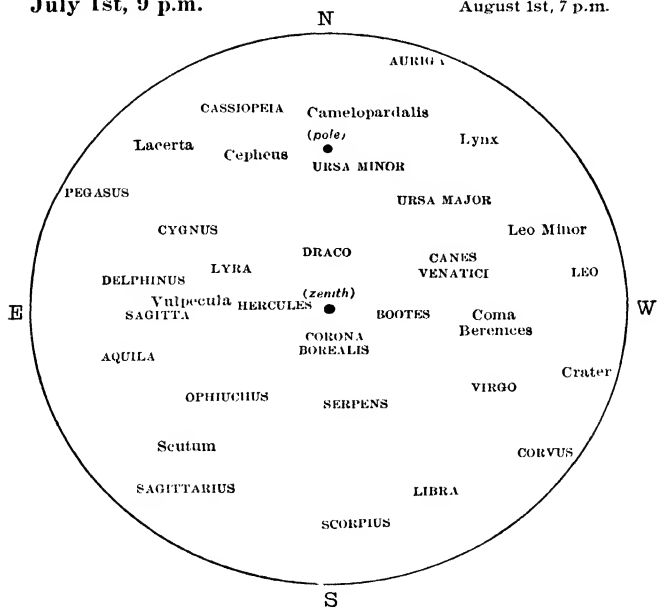 July 1st, 9 p.m.
August 1st, 7 p.m.
N
AURIGA
CASSIOPEIA
Camelopardalis
(pole)
Lacerta
Cepheus
Lynx
URSA MINOR
PEGASUS
URSA MAJOR
CYGNUS
Leo Minor
DRACO
CANES
VENATICI
LYRA
DELPHINUS
LEO
Vulpecula
HERCULES
(zenith)
E
SAGITTA
BOOTES
Coma
Berenices
W
CORONA
BOREALIS
AQUILA
Crater
VIRGO
OPHIUCHUS
SERPENS
Scutum
CORVUS
SAGITTARIUS
LIBRA
SCORPIUS
S